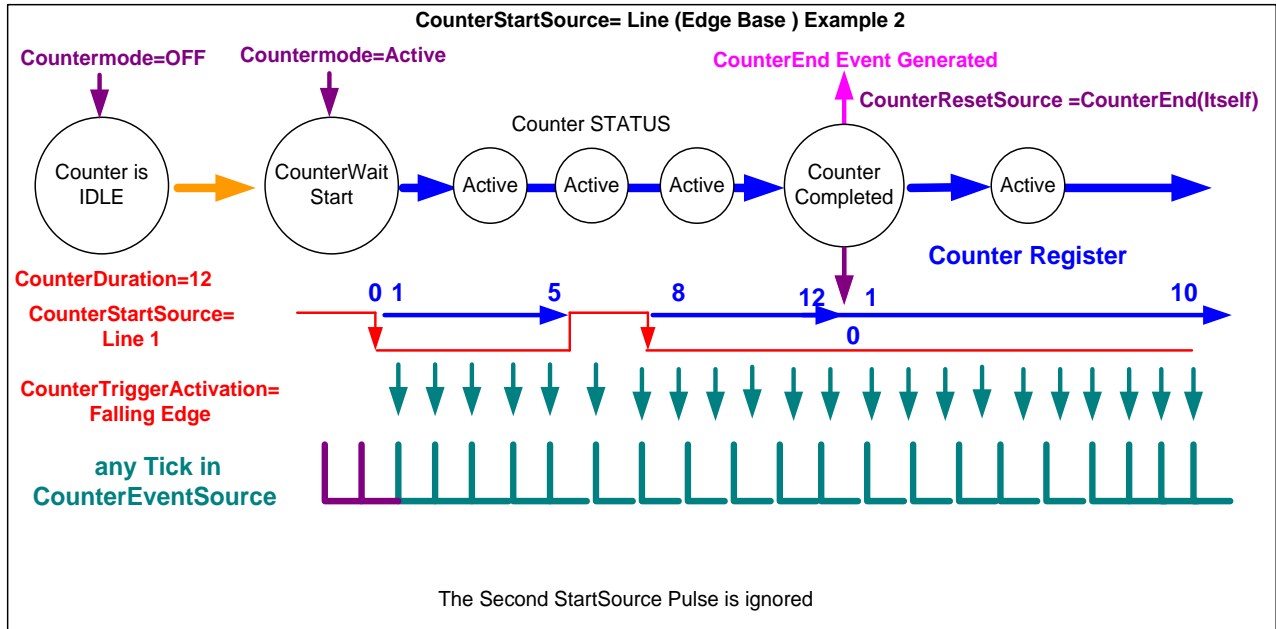 CounterStartSource= Line (Edge Base ) Example 2
Countermode=OFF
Countermode=Active
CounterEnd Event Generated
CounterResetSource =CounterEnd(Itself)
Counter STATUS
Counter is
IDLE
CounterWait
Start
Active
Active
Active
Counter
Completed
Active
Counter Register
CounterDuration=12
0 1 5 8 12 1 10
0
CounterStartSource=
Line 1
CounterTriggerActivation=
Falling Edge
any Tick in
CounterEventSource
The Second StartSource Pulse is ignored